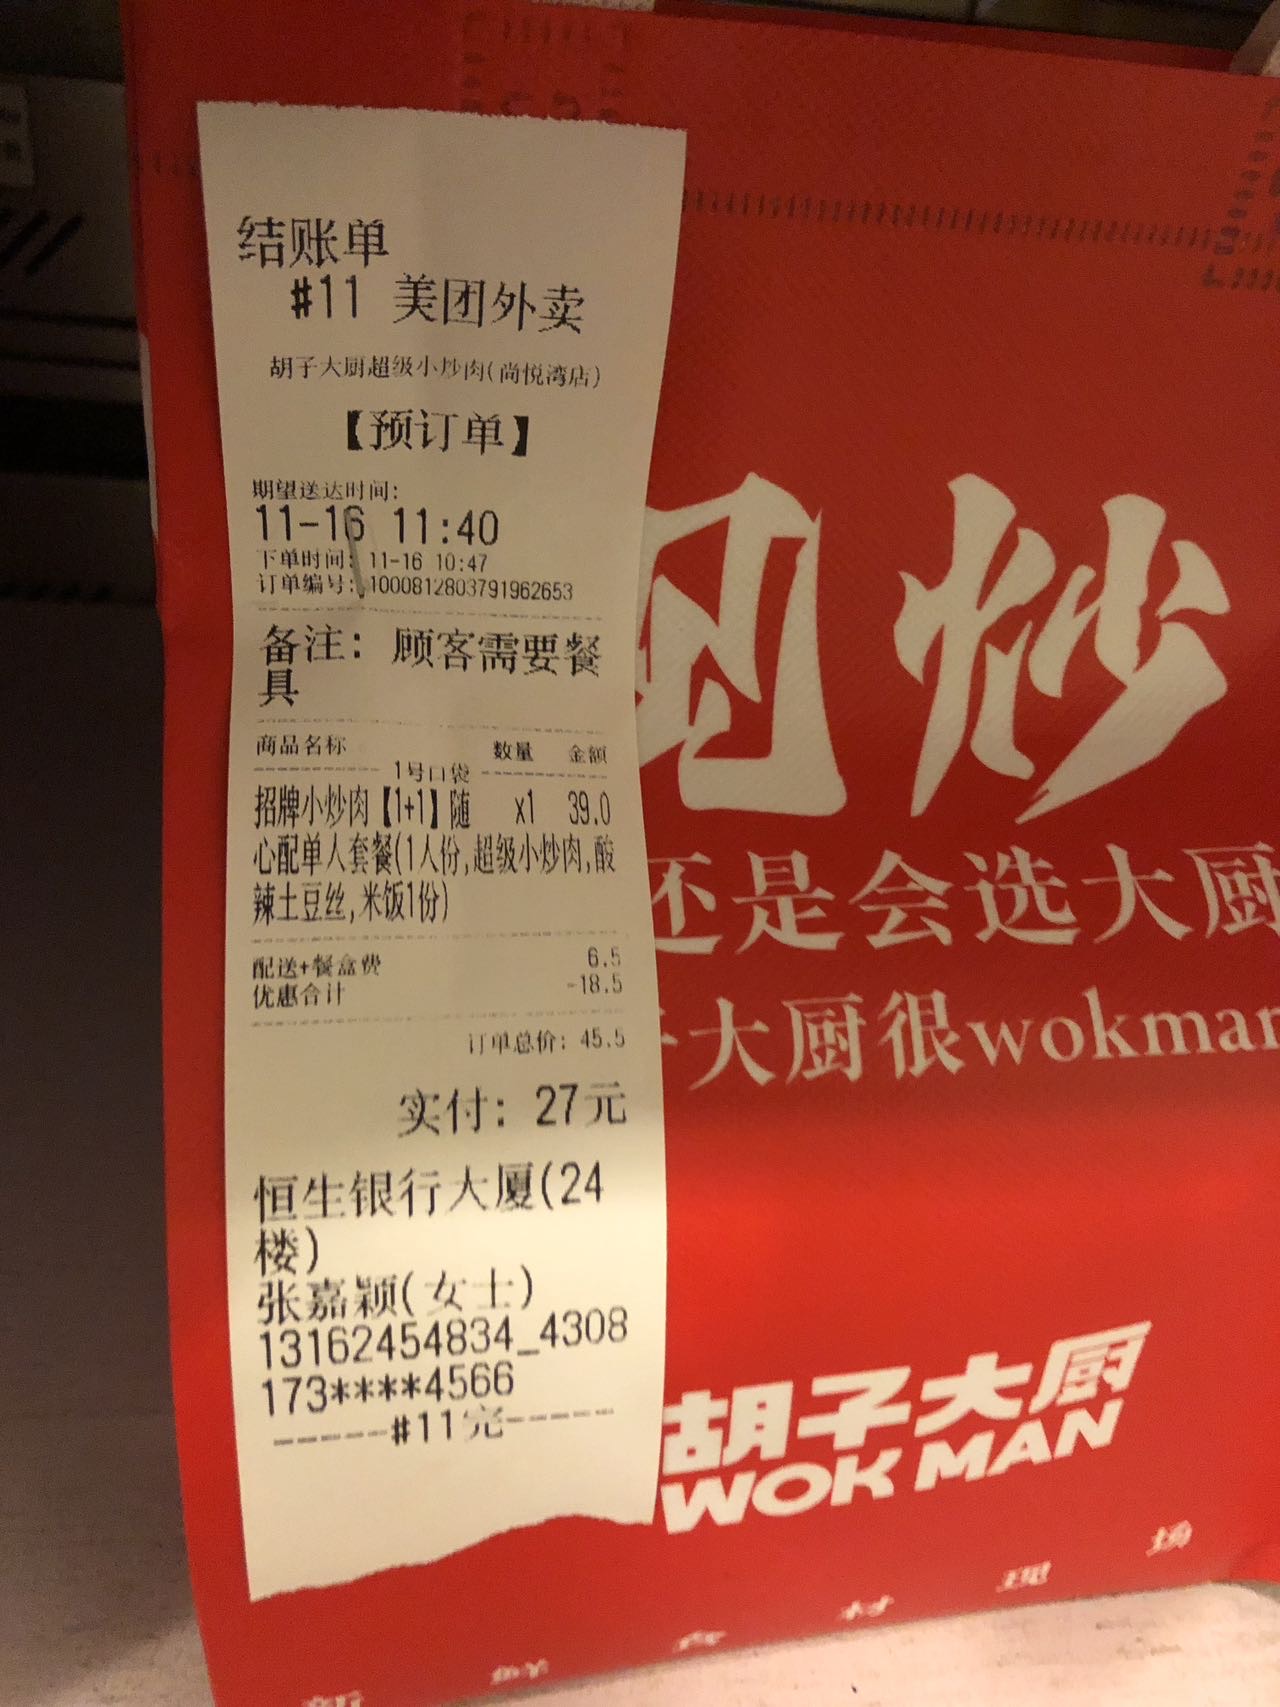 结账单
#11 美团外卖
胡子大厨超级小炒肉(尚悦湾店)
【预订单】
期望送达时间:
11-16 11:40
下单时间: 11-16 10:47
订单编号: 1000812803791962653
备注: 顾客需要餐
具
商品名称 数量 金额
1号口袋
招牌小炒肉【1+1】随 x1 39.0
心配单人套餐(1人份,超级小炒肉,酸
辣土豆丝,米饭1份)
配送+餐盒费 6.5
优惠合计 -18.5
订单总价: 45.5
实付: 27元
恒生银行大厦(24
楼)
张嘉颖(女士)
13162454834_4308
173****4566
------#11完------
炒
还是会选大厨
大厨很wokman
胡子大厨
WOK MAN
材 现 场